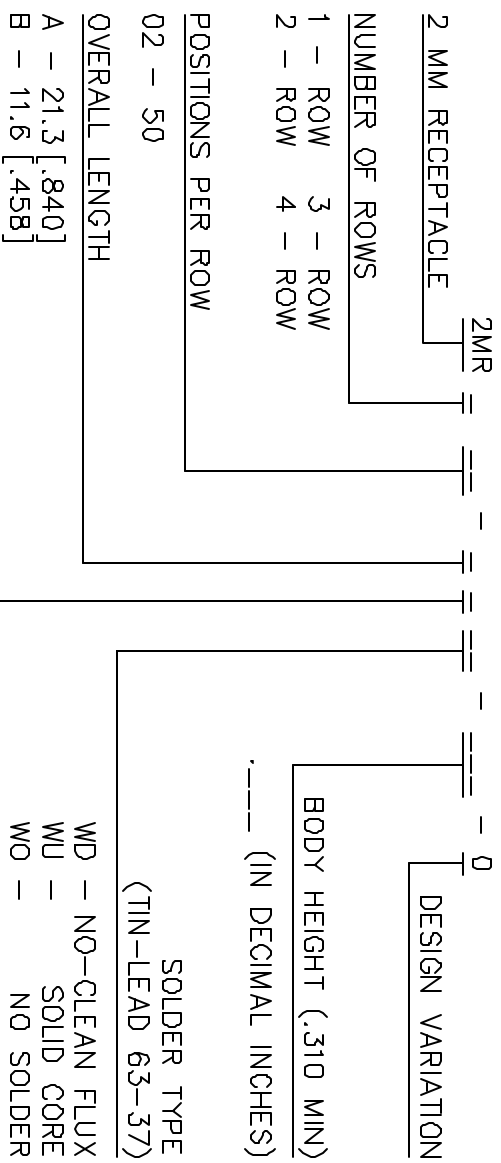 2MR - - - 0
2 MM RECEPTACLE
NUMBER OF ROWS
1 - ROW 3 - ROW
2 - ROW 4 - ROW
POSITIONS PER ROW
02 - 50
OVERALL LENGTH
A - 21.3 [.840]
B - 11.6 [.458]
DESIGN VARIATION
BODY HEIGHT (.310 MIN)
.___ (IN DECIMAL INCHES)
SOLDER TYPE
(TIN-LEAD 63-37)
WD - NO-CLEAN FLUX
WU - SOLID CORE
WO - NO SOLDER